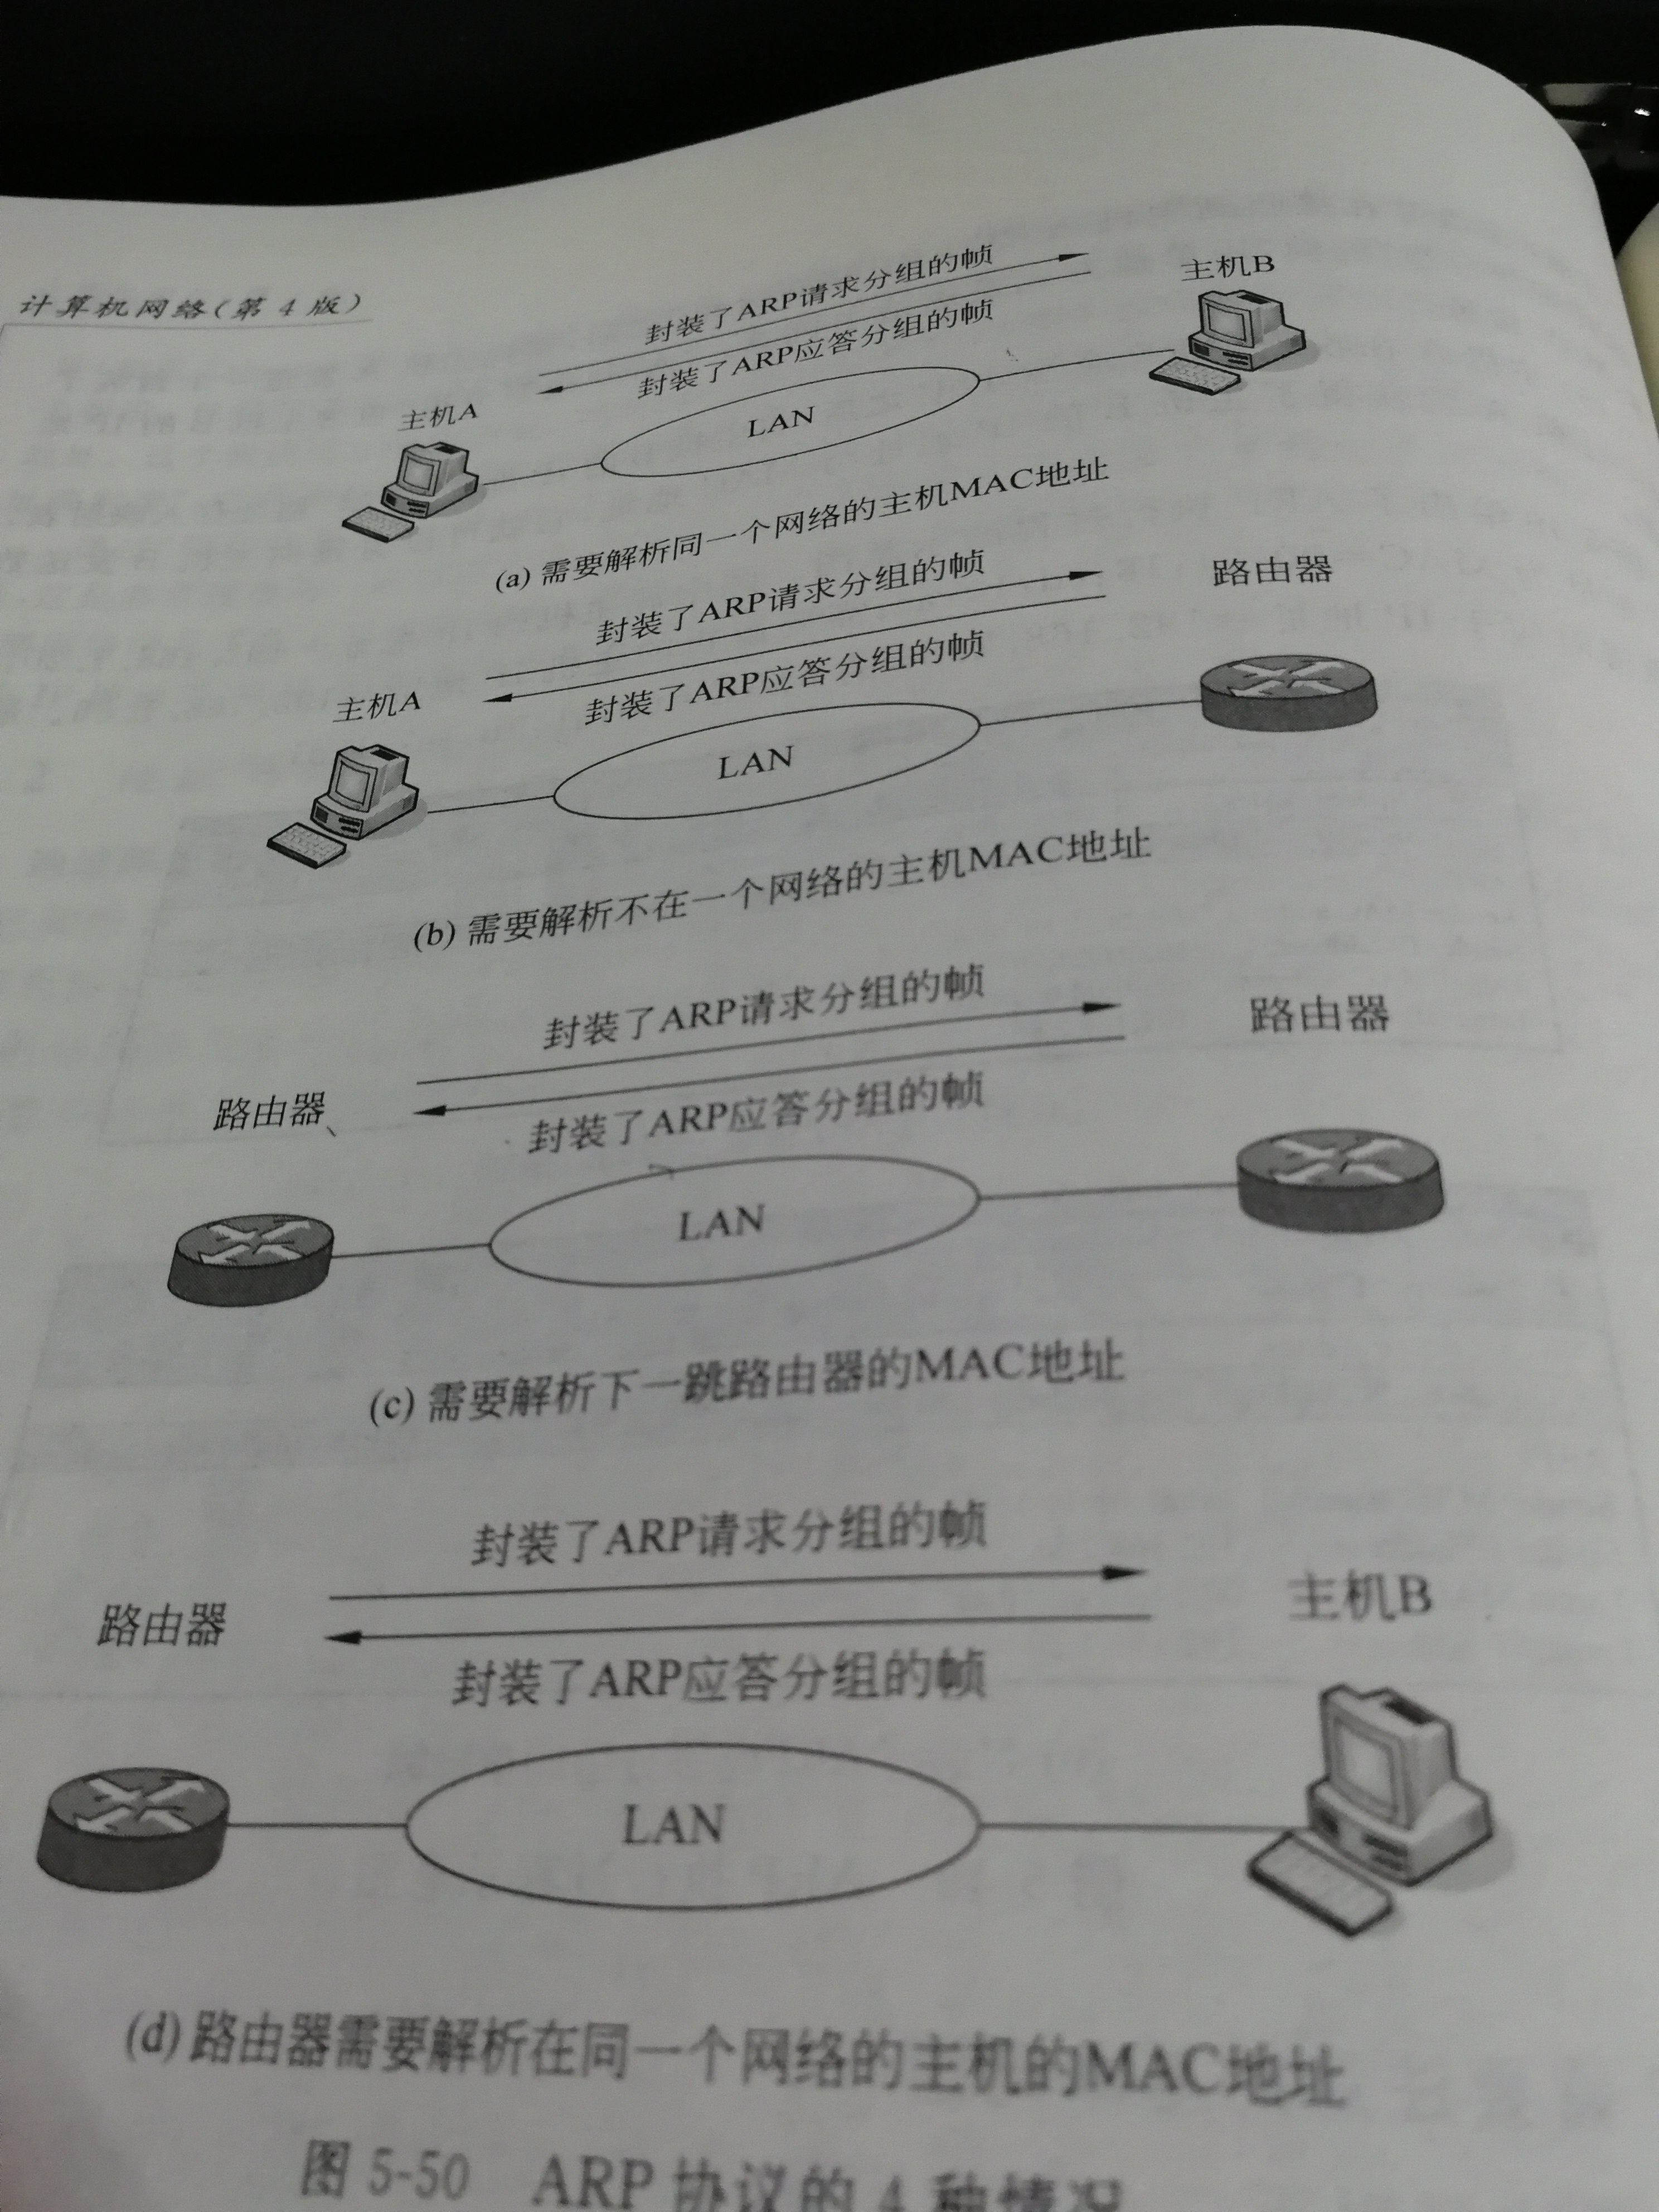 计算机网络(第4版)
封装了ARP请求分组的帧
主机B
封装了ARP应答分组的帧
主机A
LAN
(a) 需要解析同一个网络的主机MAC地址
封装了ARP请求分组的帧
路由器
封装了ARP应答分组的帧
主机A
LAN
(b) 需要解析不在一个网络的主机MAC地址
封装了ARP请求分组的帧
路由器
路由器
封装了ARP应答分组的帧
LAN
(c) 需要解析下一跳路由器的MAC地址
封装了ARP请求分组的帧
主机B
路由器
封装了ARP应答分组的帧
LAN
(d) 路由器需要解析在同一个网络的主机的MAC地址
图 5-50 ARP 协议的 4 种情况